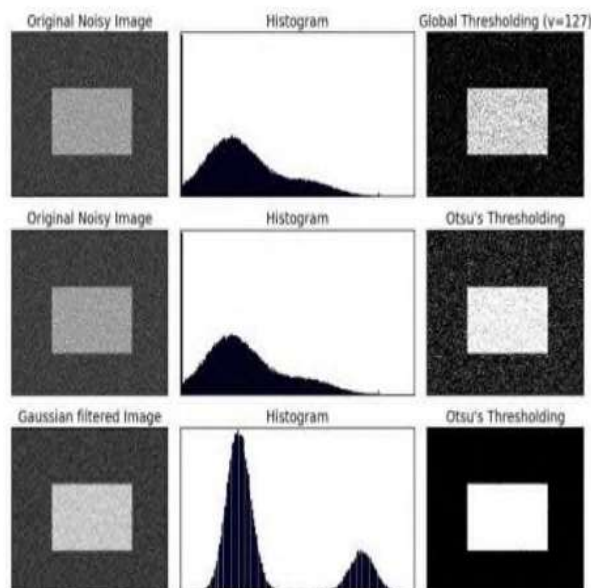 Original Noisy Image Histogram Global Thresholding (v=127)
Original Noisy Image Histogram Otsu's Thresholding
Gaussian filtered Image Histogram Otsu's Thresholding